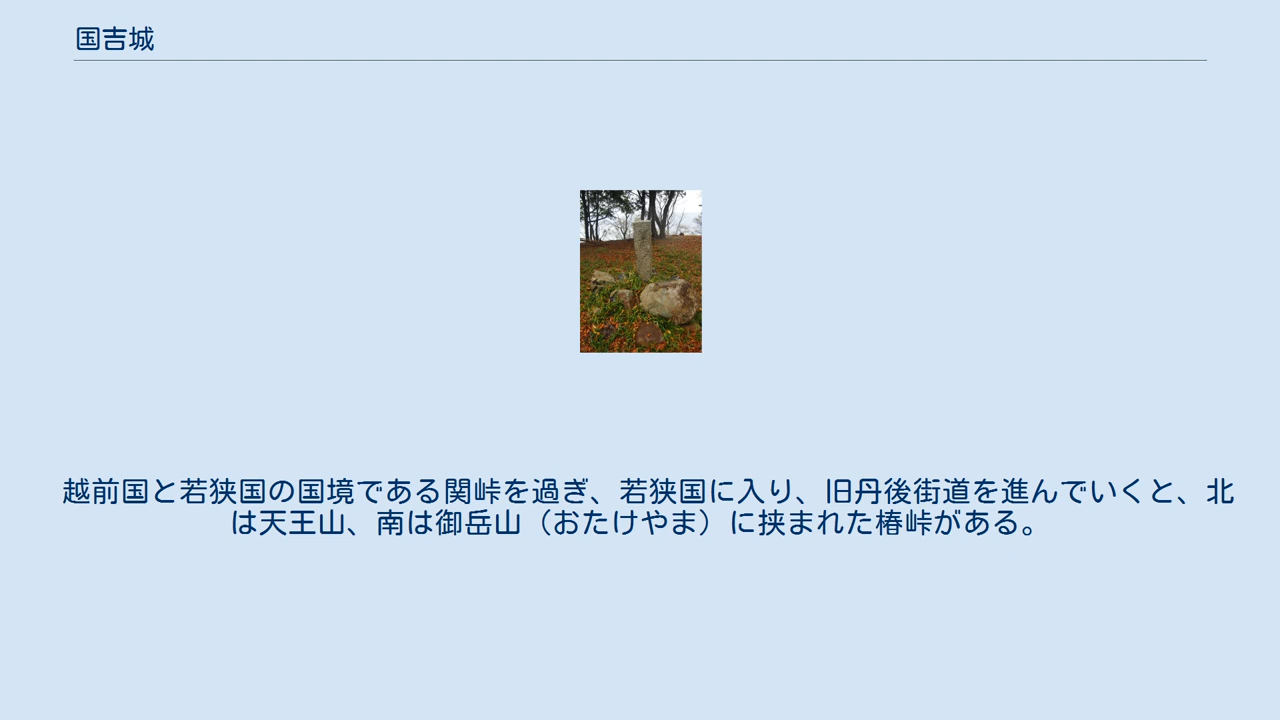 国吉城
越前国と若狭国の国境である関峠を過ぎ、若狭国に入り、旧丹後街道を進んでいくと、北
は天王山、南は御岳山（おたけやま）に挟まれた椿峠がある。